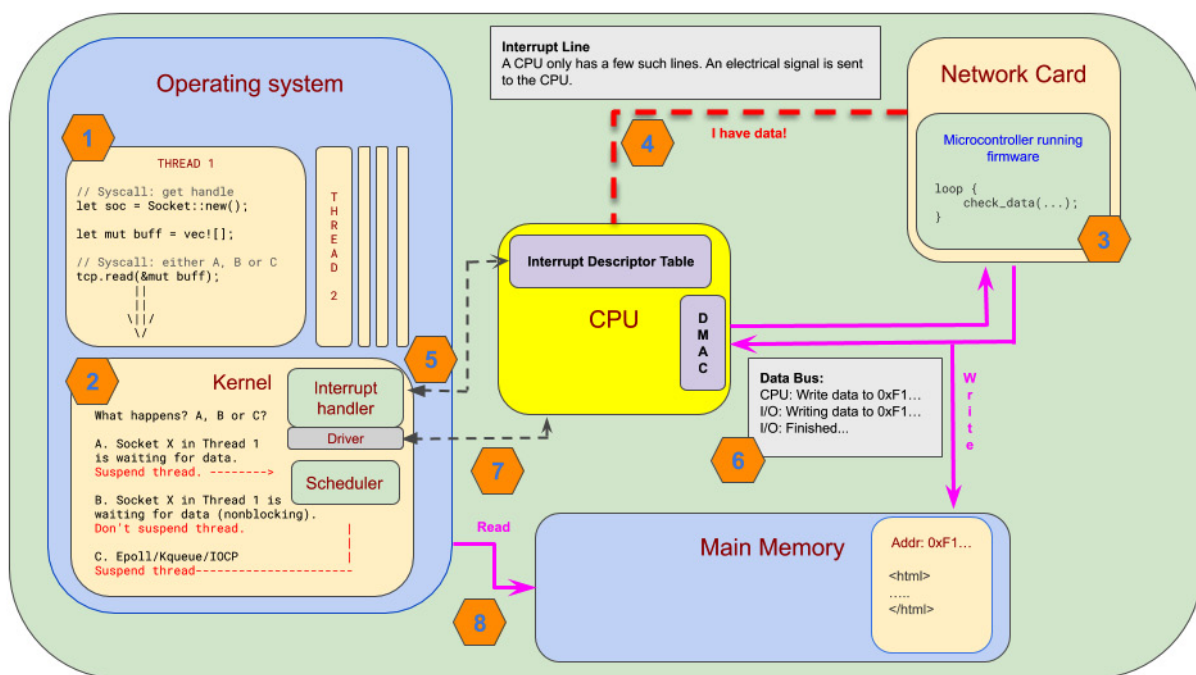 Interrupt Line
A CPU only has a few such lines. An electrical signal is sent
to the CPU.
Operating system
Network Card
1
THREAD 1
// Syscall: get handle
let soc = Socket::new();
let mut buff = vec![];
// Syscall: either A, B or C
tcp.read(&mut buff);
||
||
\||/
\/
THREAD 2
4
I have data!
Microcontroller running
firmware
loop {
check_data(...);
}
3
Interrupt Descriptor Table
CPU
DMAC
5
2
Kernel
Interrupt
handler
Driver
Scheduler
What happens? A, B or C?
A. Socket X in Thread 1
is waiting for data.
Suspend thread. -------->
B. Socket X in Thread 1 is
waiting for data (nonblocking).
Don't suspend thread. |
|
|
C. Epoll/Kqueue/IOCP |
Suspend thread----------------------
7
Data Bus:
CPU: Write data to 0xF1...
I/O: Writing data to 0xF1...
I/O: Finished...
6
Write
Read
8
Main Memory
Addr: 0xF1...
<html>
.....
</html>